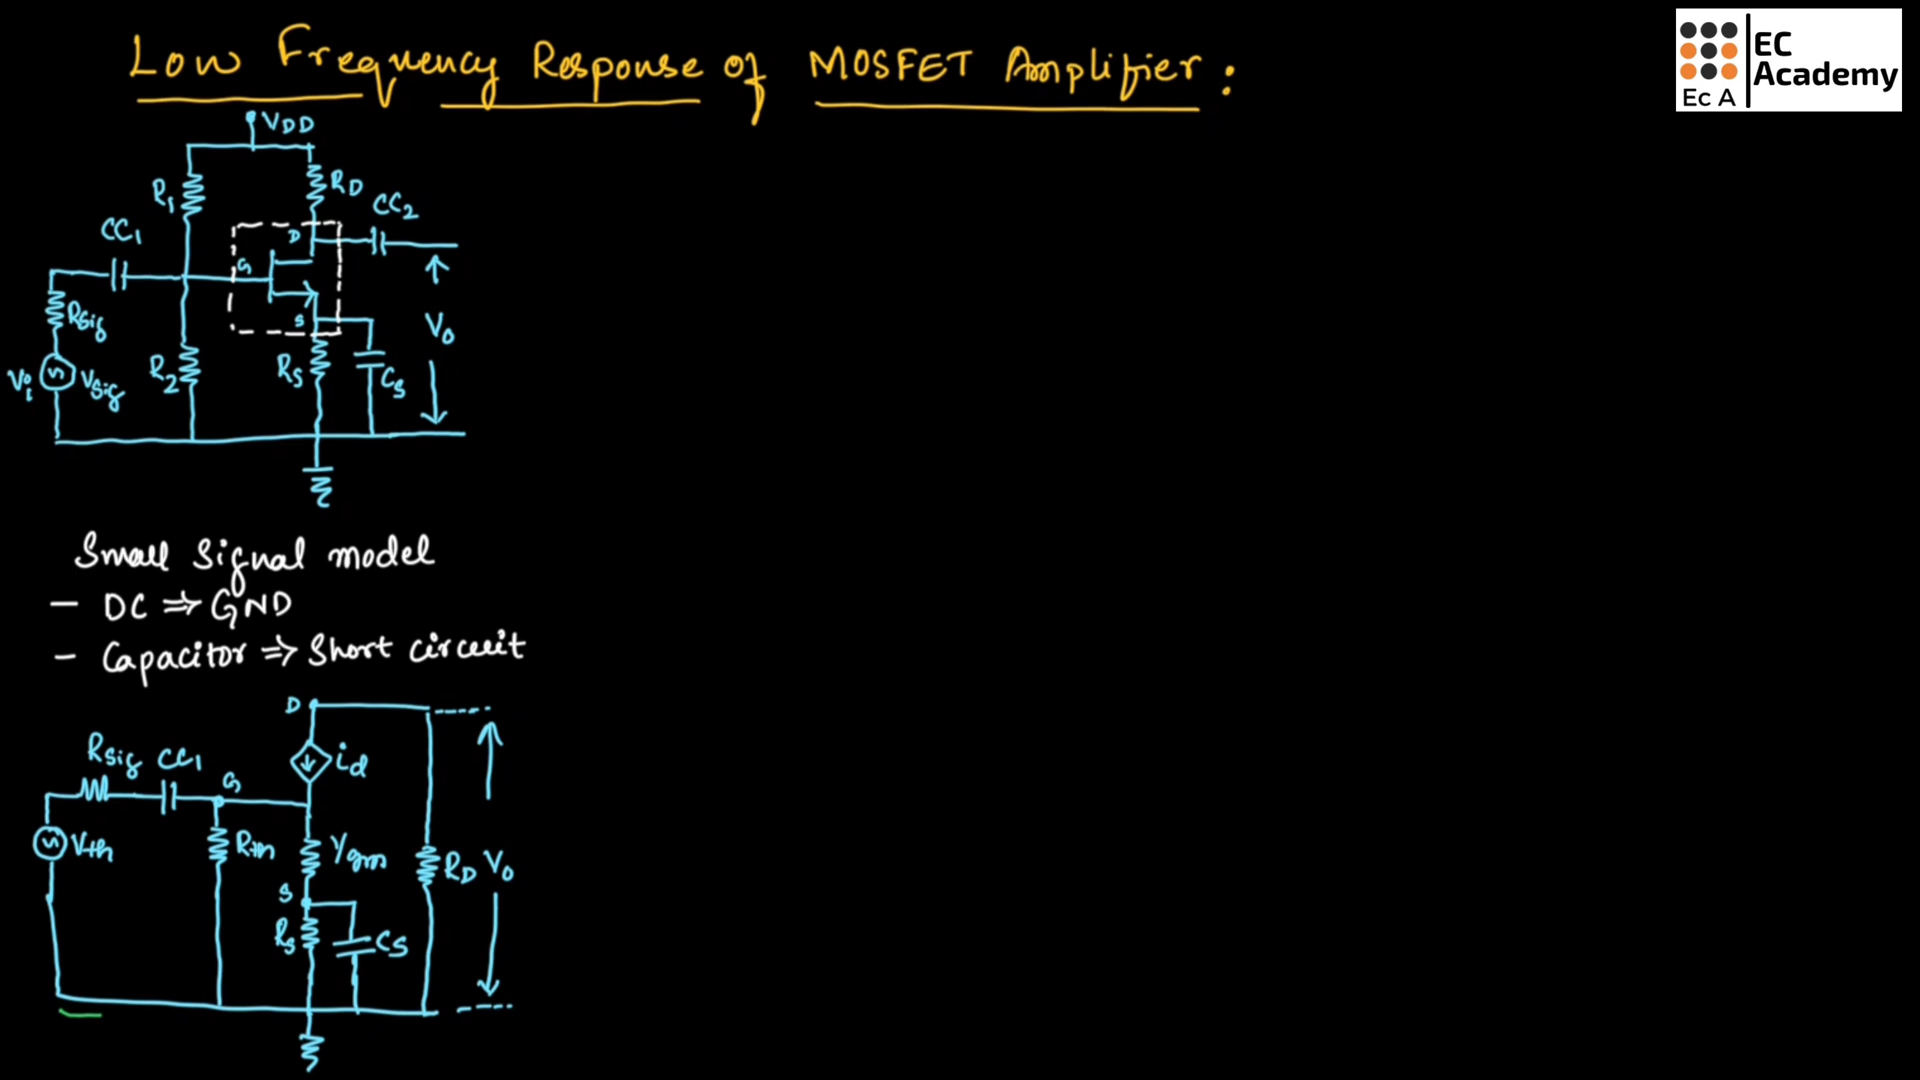 Low Frequency Response of MOSFET Amplifier :
EC
Academy
Ec A
VDD
R1
RD
CC2
CC1
D
G
S
Rsig
Vi
Vsig
R2
RS
CS
Vo
Small Signal model
- DC ⇒ GND
- Capacitor ⇒ Short circuit
D
Rsig CC1
G
id
Vth
Rth
1/gm
S
RS
CS
RD
Vo